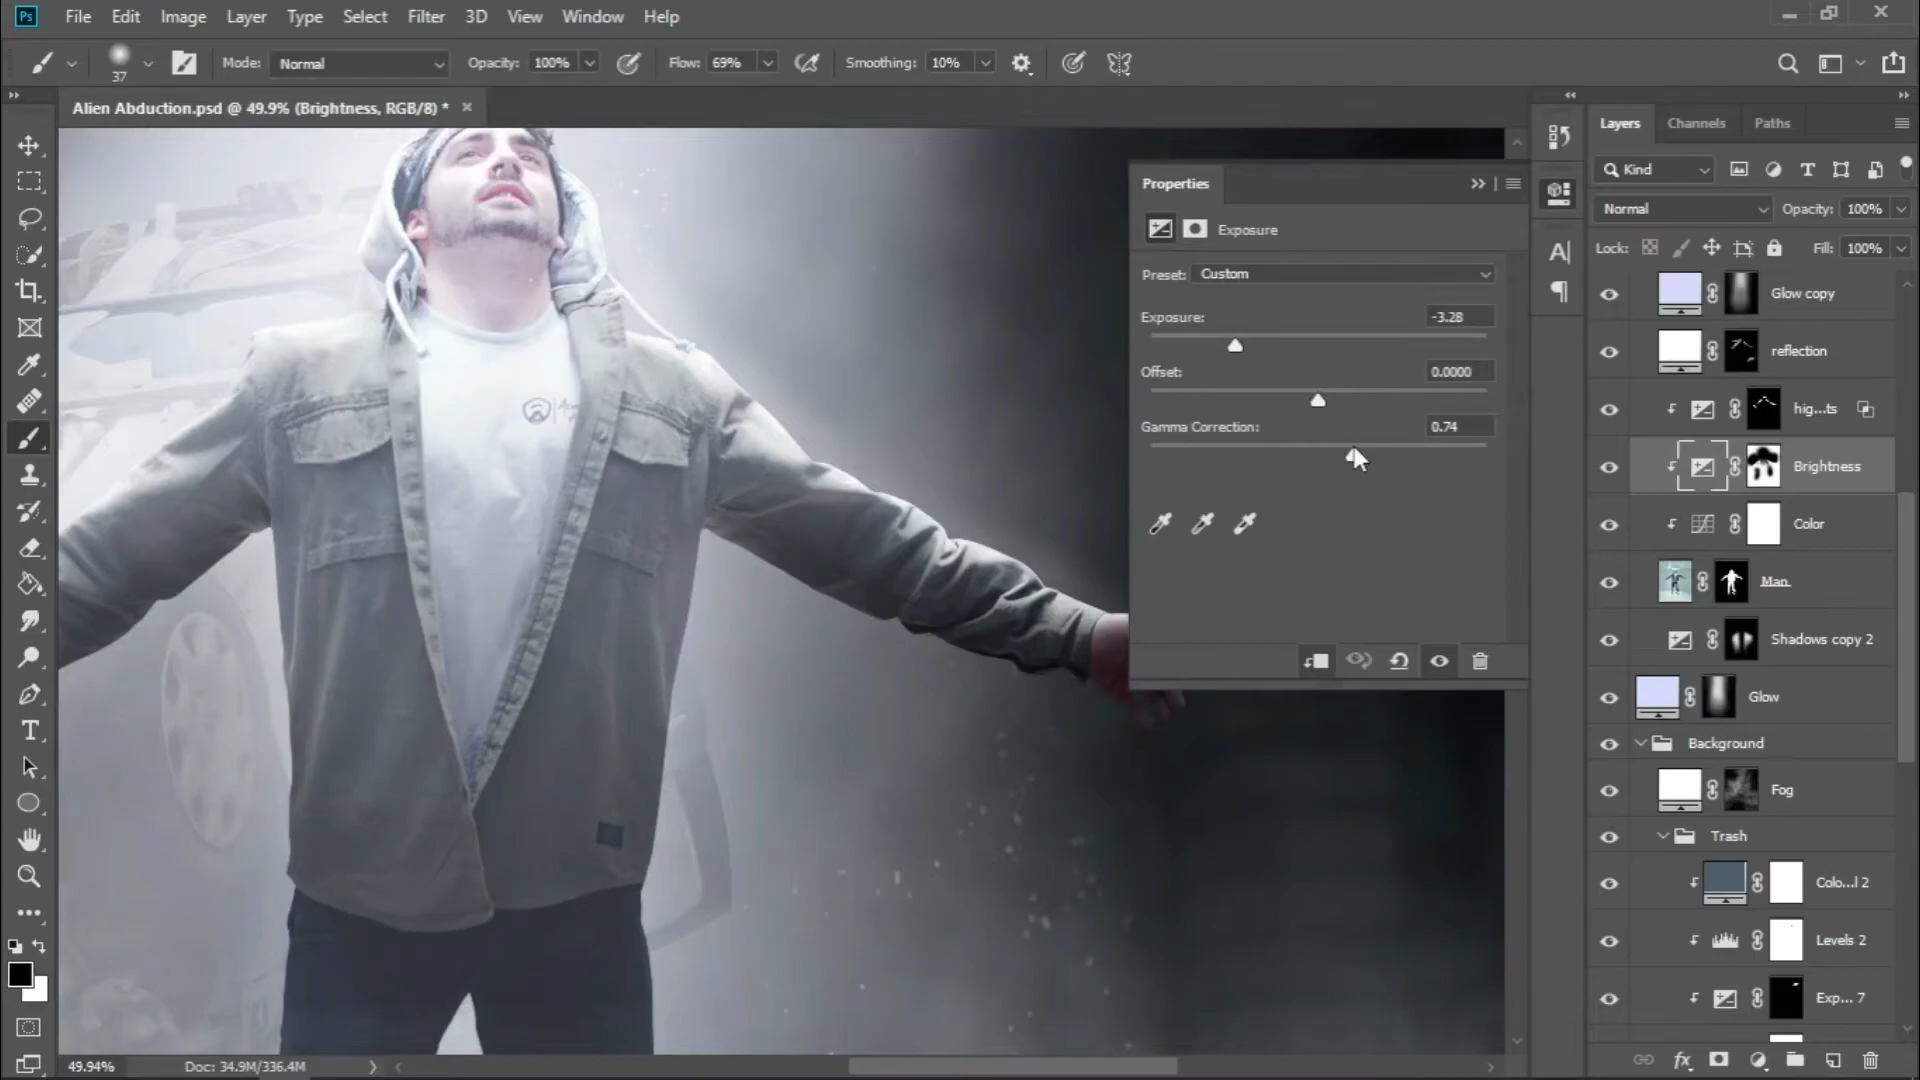 Ps File Edit Image Layer Type Select Filter 3D View Window Help
37 Mode: Normal Opacity: 100% Flow: 69% Smoothing: 10%
Alien Abduction.psd @ 49.9% (Brightness, RGB/8) *
Properties
Exposure
Preset: Custom
Exposure: -3.28
Offset: 0.0000
Gamma Correction: 0.74
Layers Channels Paths
Kind
Normal Opacity: 100%
Lock: Fill: 100%
Glow copy
reflection
hig...ts
Brightness
Color
Man
Shadows copy 2
Glow
Background
Fog
Trash
Colo...l 2
Levels 2
Exp... 7
49.94% Doc: 34.9M/336.4M